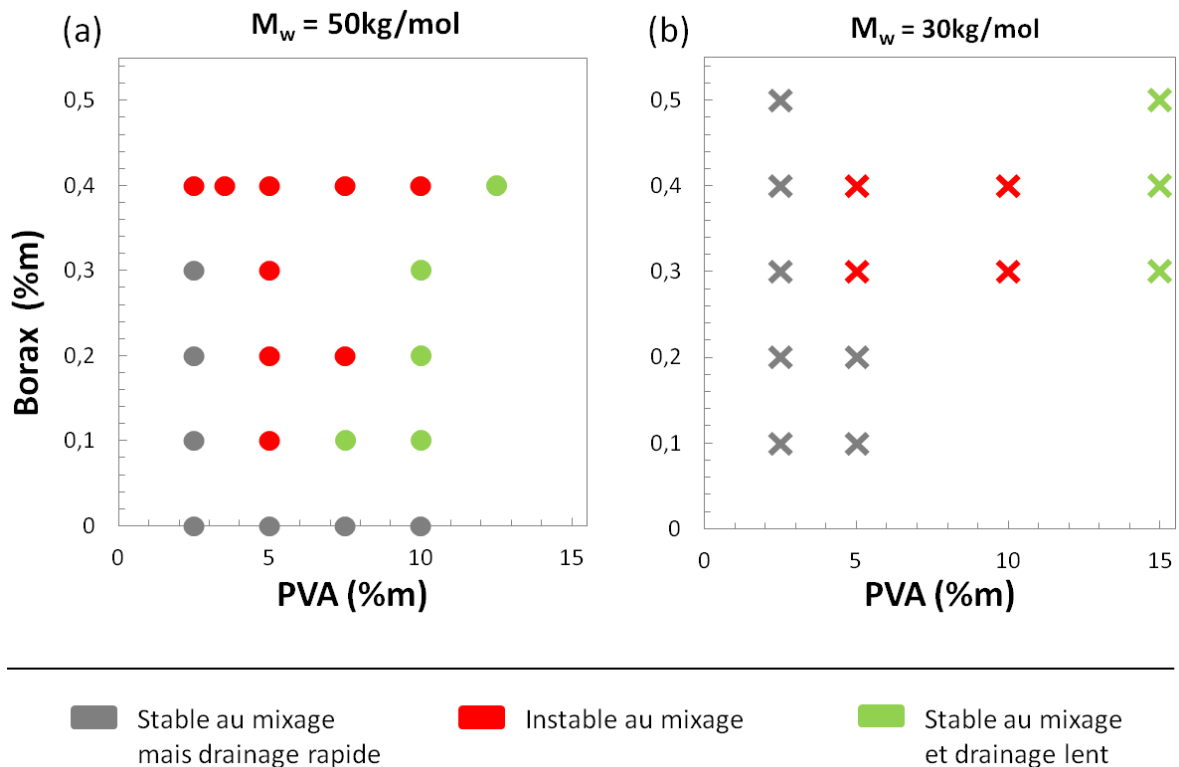 (a)
M_w = 50kg/mol
0,5
0,4
0,3
0,2
0,1
0
Borax (%m)
0
5
10
15
PVA (%m)
(b)
M_w = 30kg/mol
0,5
0,4
0,3
0,2
0,1
0
0
5
10
15
PVA (%m)
Stable au mixage
mais drainage rapide
Instable au mixage
Stable au mixage
et drainage lent